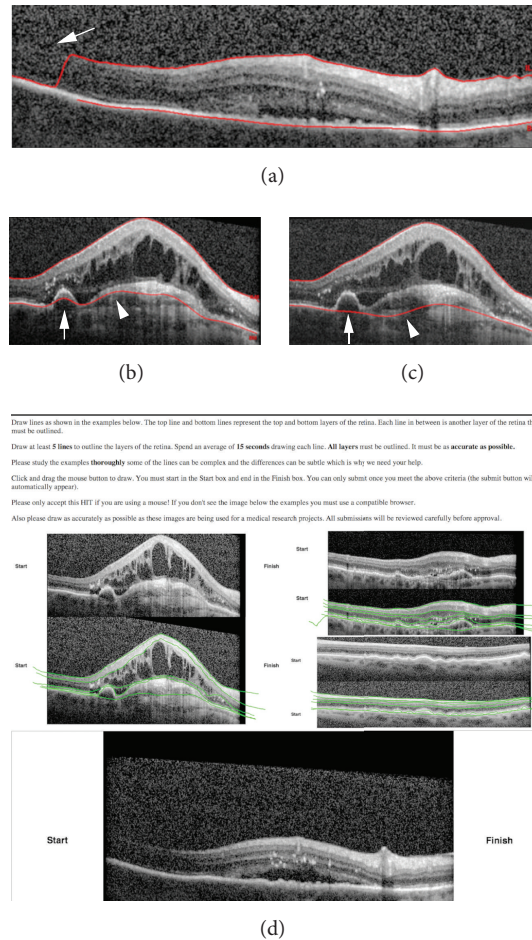 (a)
(b)
(c)
Draw lines as shown in the examples below. The top line and bottom lines represent the top and bottom layers of the retina. Each line in between is another layer of the retina th
must be outlined.
Draw at least 5 lines to outline the layers of the retina. Spend an average of 15 seconds drawing each line. All layers must be outlined. It must be as accurate as possible.
Please study the examples thoroughly some of the lines can be complex and the differences can be subtle which is why we need your help.
Click and drag the mouse button to draw. You must start in the Start box and end in the Finish box. You can only submit once you meet the above criteria (the submit button wi
automatically appear).
Please only accept this HIT if you are using a mouse! If you don't see the image below the examples you must use a compatible browser.
Also please draw as accurately as possible as these images are being used for a medical research projects. All submissions will be reviewed carefully before approval.
Start
Finish
Start
Start
Finish
Start
Start
Start
Start
Finish
(d)